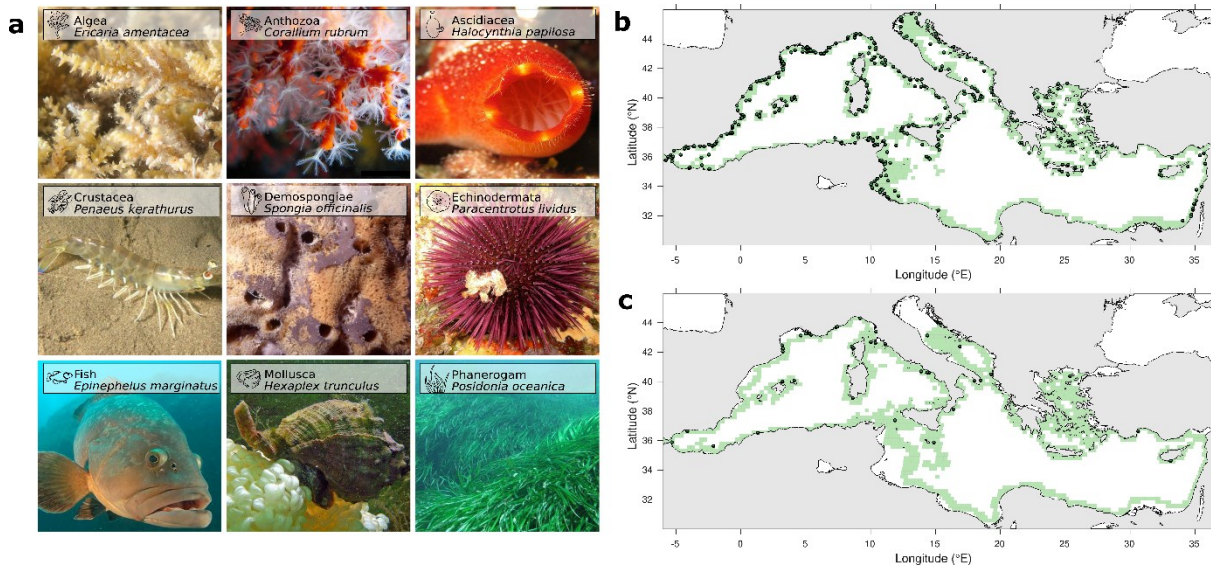 a
Algea
Ericaria amentacea
Anthozoa
Corallium rubrum
Ascidiacea
Halocynthia papilosa
Crustacea
Penaeus kerathurus
Demospongiae
Spongia officinalis
Echinodermata
Paracentrotus lividus
Fish
Epinephelus marginatus
Mollusca
Hexaplex trunculus
Phanerogam
Posidonia oceanica
b
Latitude (°N)
44
42
40
38
36
34
32
-5 0 5 10 15 20 25 30 35
Longitude (°E)
c
Latitude (°N)
44
42
40
38
36
34
32
-5 0 5 10 15 20 25 30 35
Longitude (°E)